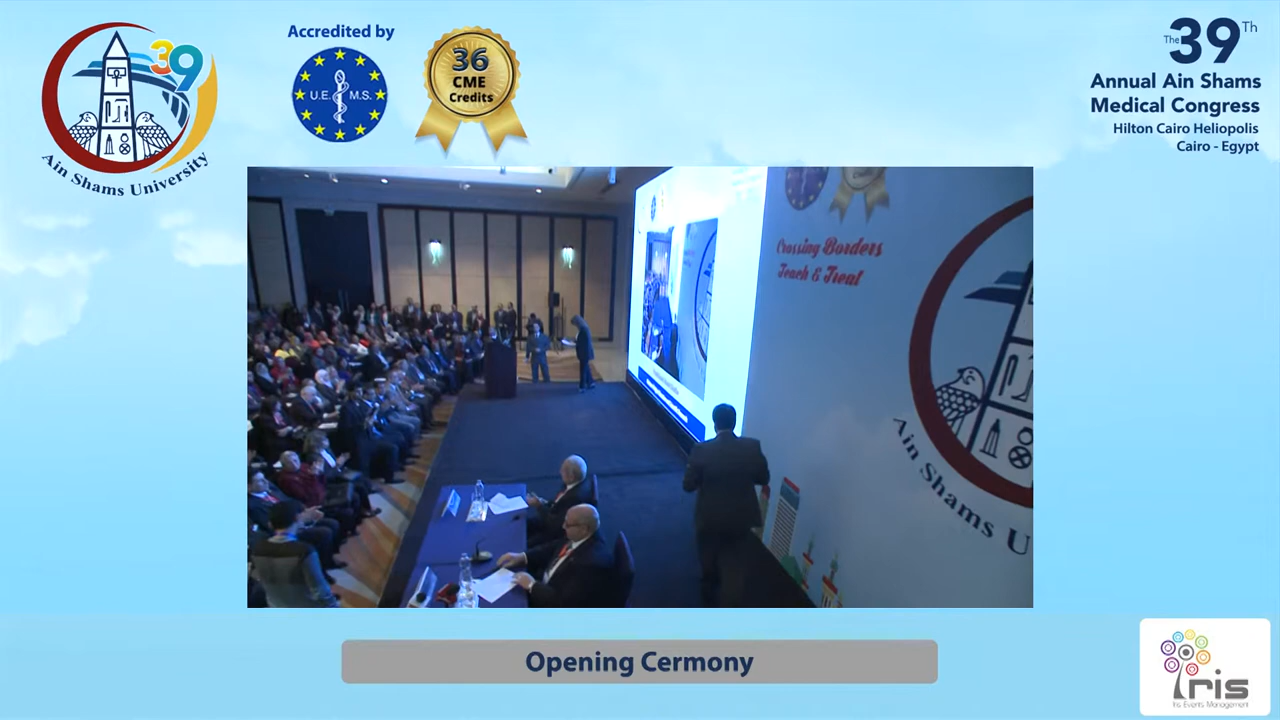 39
Ain Shams University
Accredited by
U.E.M.S.
36
CME
Credits
The 39Th
Annual Ain Shams
Medical Congress
Hilton Cairo Heliopolis
Cairo - Egypt
Crossing Borders
Teach & Treat
Ain Shams U
Opening Cermony
Iris
Iris Events Management